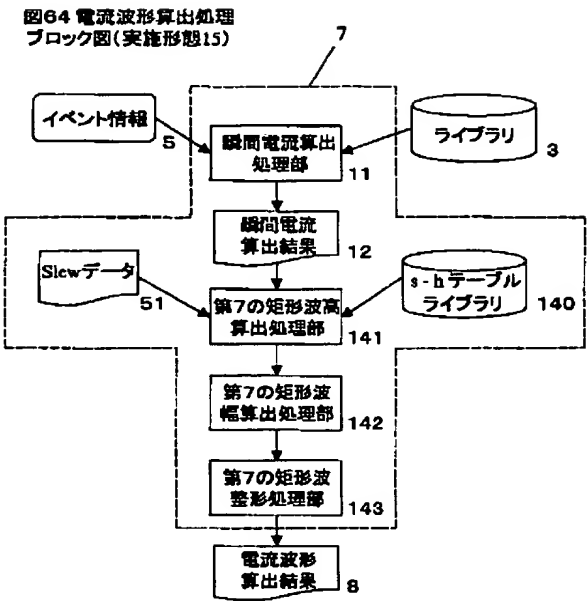 図64 電流波形算出処理
ブロック図(実施形態15)
7
イベント情報
5
瞬間電流算出
処理部
11
ライブラリ
3
瞬間電流
算出結果
12
Slewデータ
51
第7の矩形波高
算出処理部
141
s-hテーブル
ライブラリ
140
第7の矩形波
幅算出処理部
142
第7の矩形波
整形処理部
143
電流波形
算出結果
8